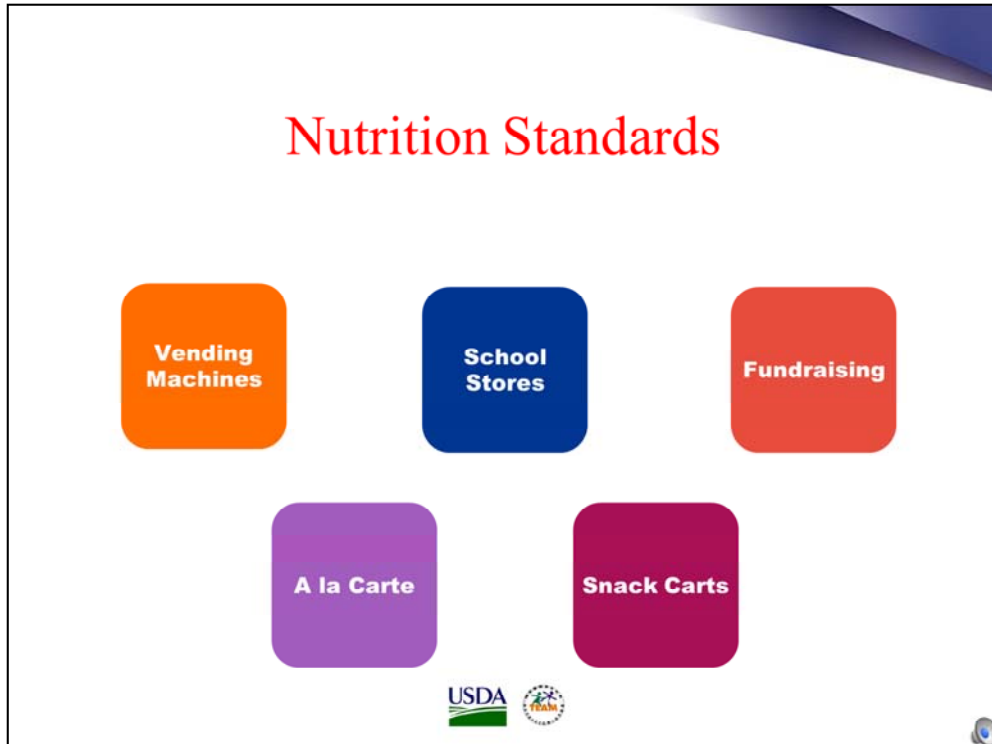 Nutrition Standards
Vending
Machines
School
Stores
Fundraising
A la Carte
Snack Carts
USDA
TEAM